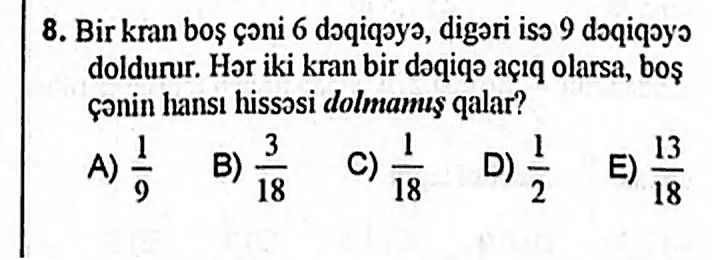 8. Bir kran boş çəni 6 dəqiqəyə, digəri isə 9 dəqiqəyə
doldurur. Hər iki kran bir dəqiqə açıq olarsa, boş
çənin hansı hissəsi dolmamış qalar?
A) 1/9 B) 3/18 C) 1/18 D) 1/2 E) 13/18